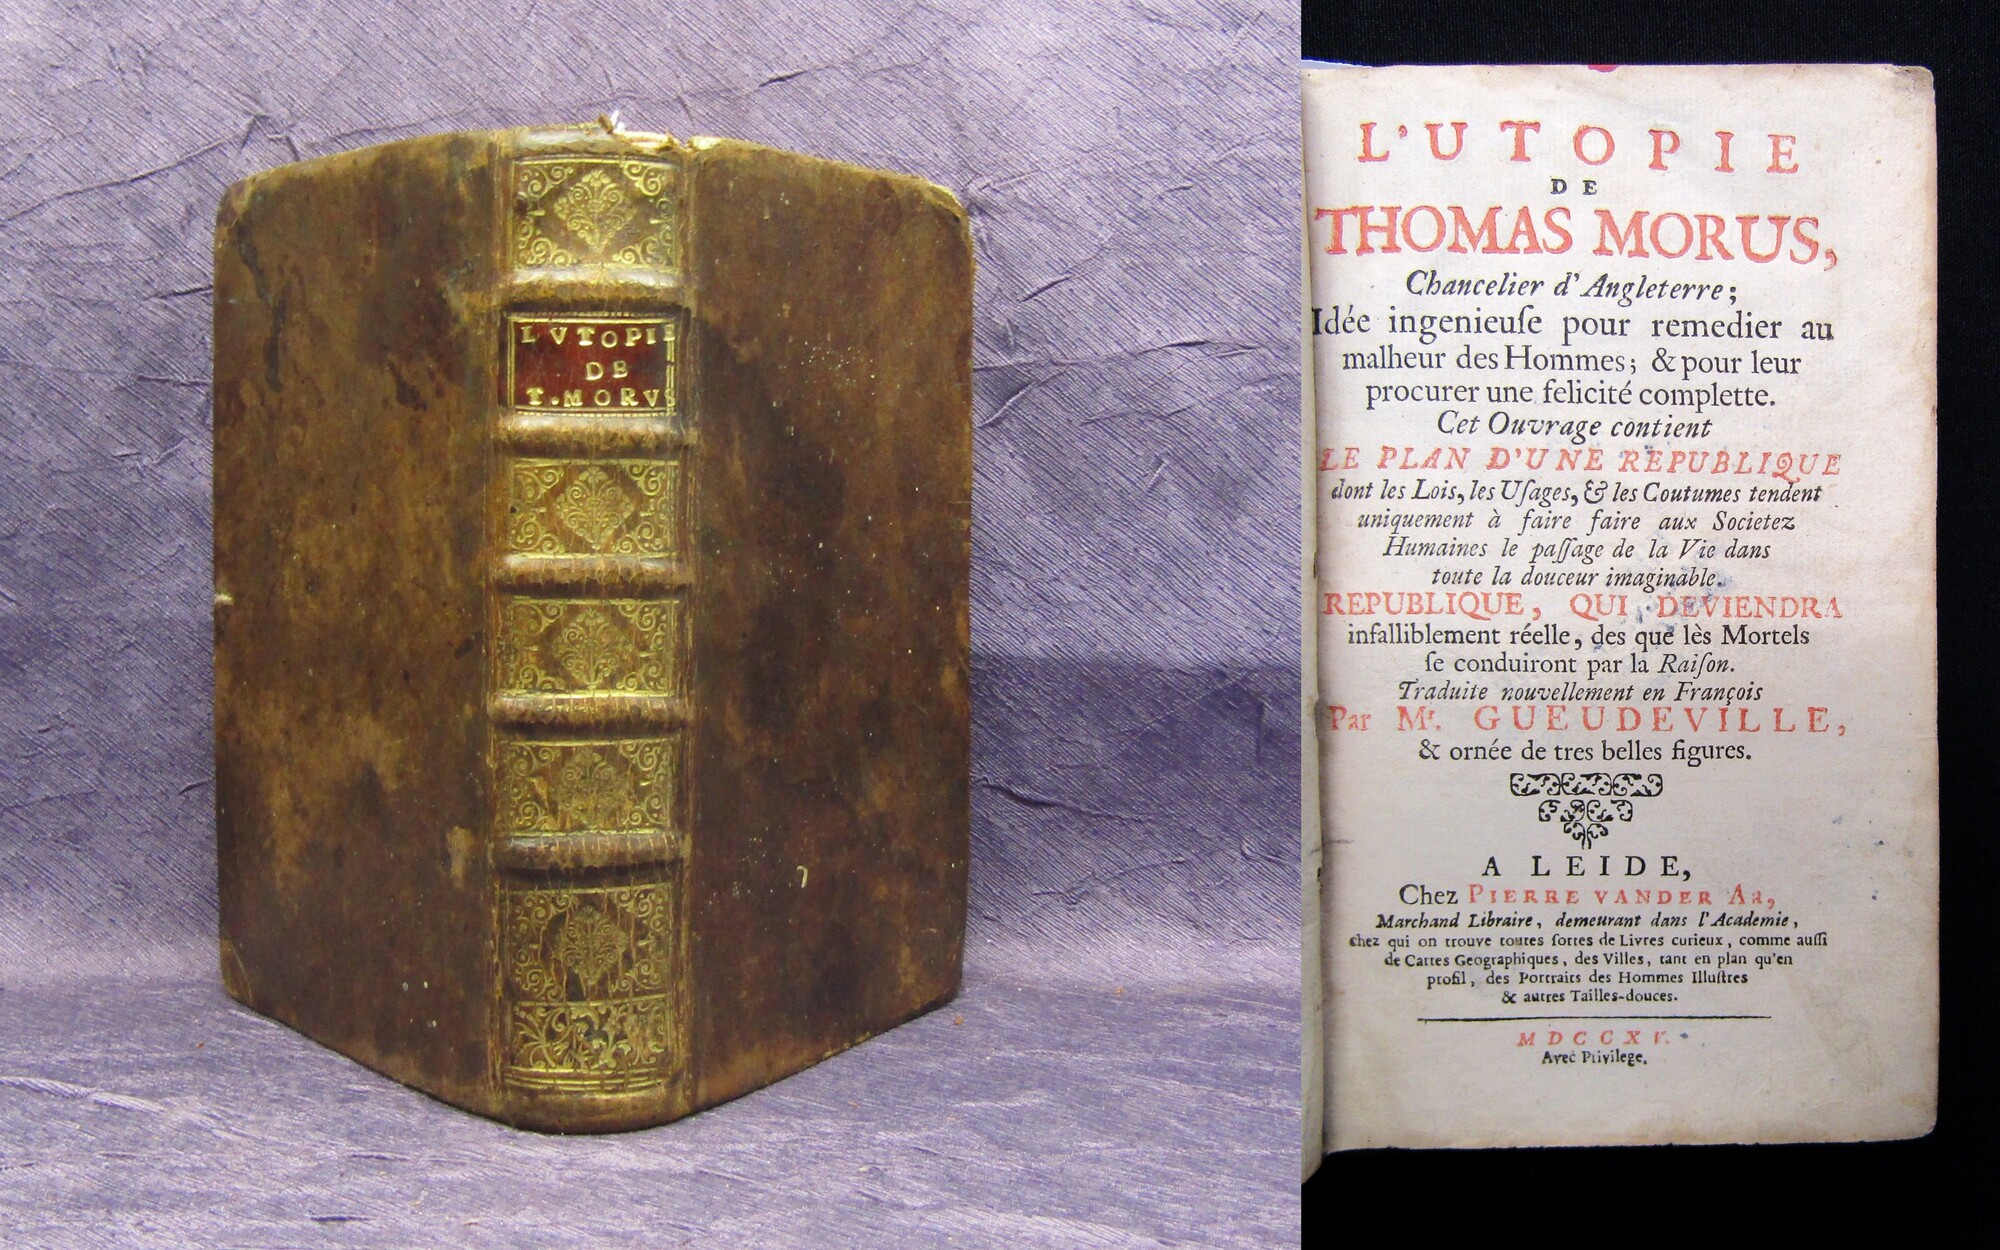 LVTOPIE
DE
T.MORVS
L'UTOPIE
DE
THOMAS MORUS,
Chancelier d'Angleterre;
Idée ingenieuſe pour remedier au
malheur des Hommes; & pour leur
procurer une felicité complette.
Cet Ouvrage contient
LE PLAN D'UNE REPUBLIQUE
dont les Lois, les Uſages, & les Coutumes tendent
uniquement à faire faire aux Societez
Humaines le paſſage de la Vie dans
toute la douceur imaginable.
REPUBLIQUE, QUI DEVIENDRA
infalliblement réelle, des que lès Mortels
ſe conduiront par la Raiſon.
Traduite nouvellement en François
Par Mr. GUEUDEVILLE,
& ornée de tres belles figures.
A LEIDE,
Chez PIERRE VANDER Aa,
Marchand Libraire, demeurant dans l'Academie,
chez qui on trouve toutes ſortes de Livres curieux, comme auſſi
de Cartes Geographiques, des Villes, tant en plan qu'en
profil, des Portraits des Hommes Illuſtres
& autres Tailles-douces.
MDCCXV.
Avec Privilege.